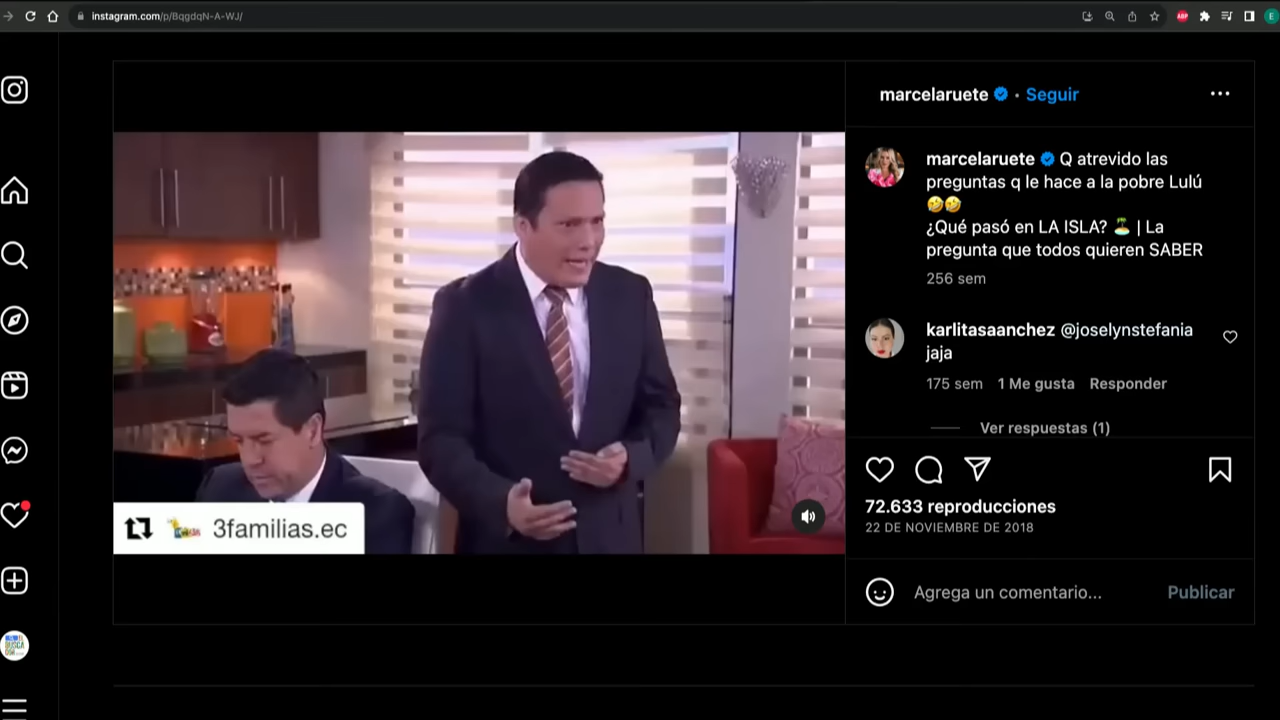 instagram.com/p/BqgdqN-A-WJ/
ABP
E
marcelaruete • Seguir
marcelaruete Q atrevido las
preguntas q le hace a la pobre Lulú
🤣🤣
¿Qué pasó en LA ISLA? 🏝️ | La
pregunta que todos quieren SABER
256 sem
karlitasaanchez @joselynstefania
jaja
175 sem 1 Me gusta Responder
Ver respuestas (1)
72.633 reproducciones
22 DE NOVIEMBRE DE 2018
Agrega un comentario... Publicar
3familias.ec